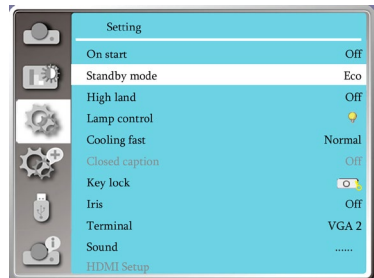 Setting
On start Off
Standby mode Eco
High land Off
Lamp control
Cooling fast Normal
Closed caption Off
Key lock
Iris Off
Terminal VGA 2
Sound ......
HDMI Setup